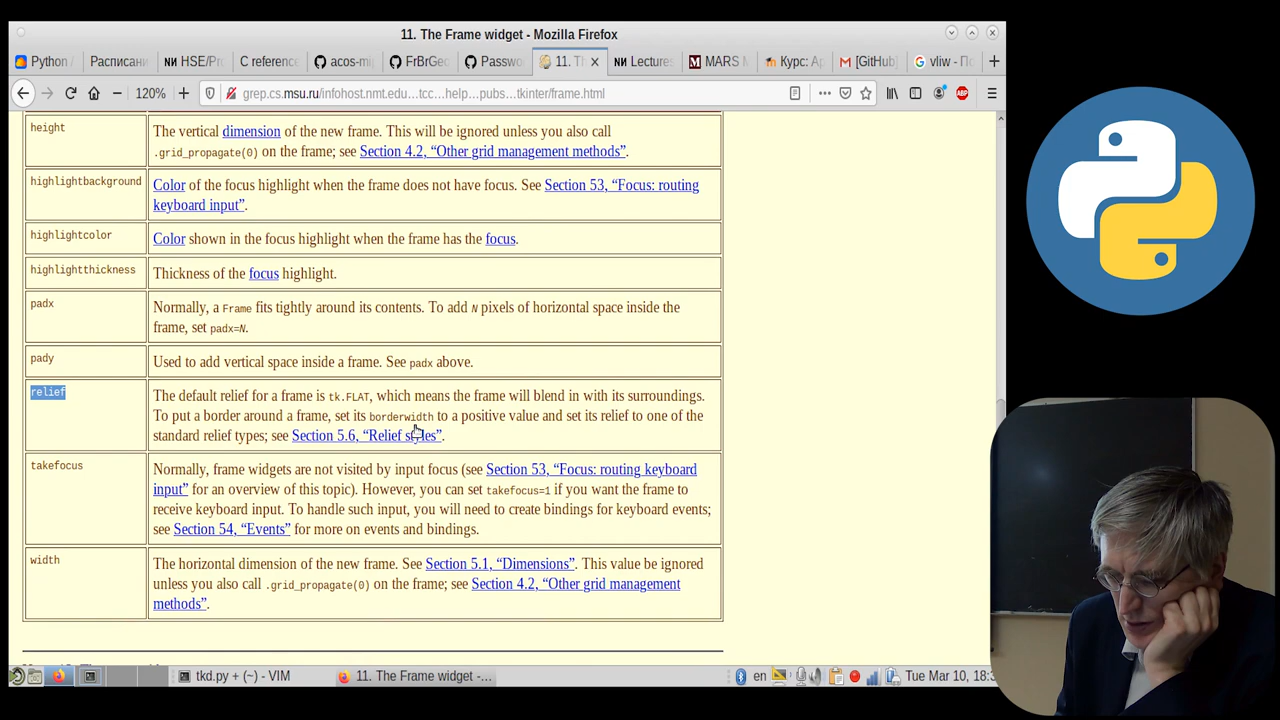 11. The Frame widget - Mozilla Firefox
Python /
Расписани
HSE/Pr
C reference
acos-mi
FrBrGeo
Passwo
11. Th
Lectures
MARS M
Курс: Ар
[GitHub]
vliw - По
120%
grep.cs.msu.ru/infohost.nmt.edu…tcc…help…pubs…tkinter/frame.html
height
The vertical dimension of the new frame. This will be ignored unless you also call
.grid_propagate(0) on the frame; see Section 4.2, “Other grid management methods”.
highlightbackground
Color of the focus highlight when the frame does not have focus. See Section 53, “Focus: routing
keyboard input”.
highlightcolor
Color shown in the focus highlight when the frame has the focus.
highlightthickness
Thickness of the focus highlight.
padx
Normally, a Frame fits tightly around its contents. To add N pixels of horizontal space inside the
frame, set padx=N.
pady
Used to add vertical space inside a frame. See padx above.
relief
The default relief for a frame is tk.FLAT, which means the frame will blend in with its surroundings.
To put a border around a frame, set its borderwidth to a positive value and set its relief to one of the
standard relief types; see Section 5.6, “Relief styles”.
takefocus
Normally, frame widgets are not visited by input focus (see Section 53, “Focus: routing keyboard
input” for an overview of this topic). However, you can set takefocus=1 if you want the frame to
receive keyboard input. To handle such input, you will need to create bindings for keyboard events;
see Section 54, “Events” for more on events and bindings.
width
The horizontal dimension of the new frame. See Section 5.1, “Dimensions”. This value be ignored
unless you also call .grid_propagate(0) on the frame; see Section 4.2, “Other grid management
methods”.
tkd.py + (~) - VIM
11. The Frame widget -...
en
Tue Mar 10, 18:3